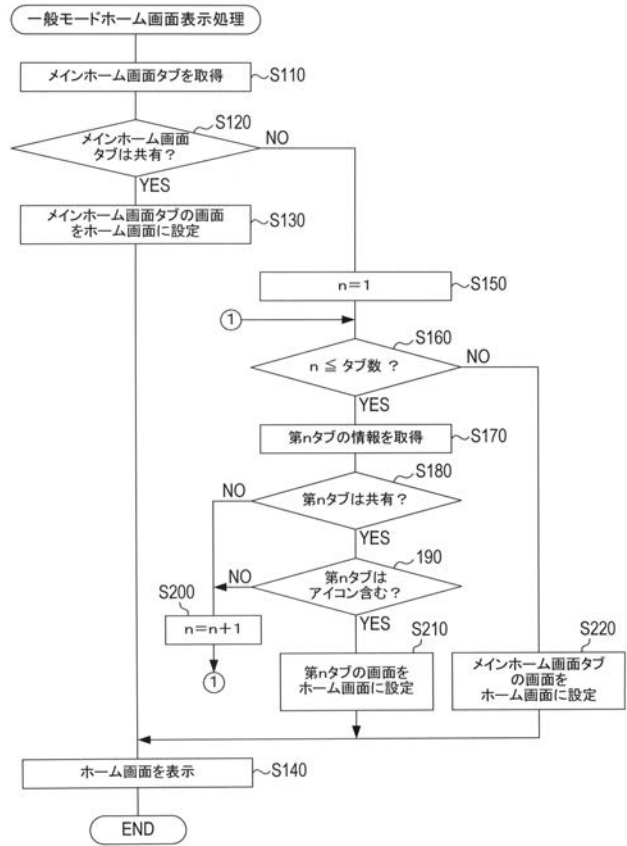 一般モードホーム画面表示処理
メインホーム画面タブを取得
S110
S120
メインホーム画面
タブは共有？
NO
YES
メインホーム画面タブの画面
をホーム画面に設定
S130
n＝1
S150
①
S160
n ≦ タブ数 ？
NO
YES
第nタブの情報を取得
S170
S180
第nタブは共有？
NO
YES
190
第nタブは
アイコン含む？
NO
YES
S200
n＝n＋1
①
S210
第nタブの画面を
ホーム画面に設定
S220
メインホーム画面タブ
の画面を
ホーム画面に設定
ホーム画面を表示
S140
END